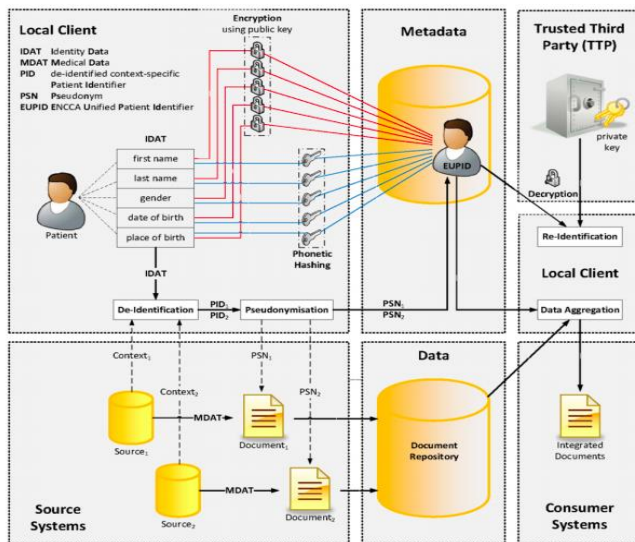 Local Client
IDAT Identity Data
MDAT Medical Data
PID de-identified context-specific
Patient Identifier
PSN Pseudonym
EUPID ENCCA Unified Patient Identifier
Encryption
using public key
IDAT
first name
last name
gender
date of birth
place of birth
Patient
Phonetic
Hashing
IDAT
De-Identification
PID1
PID2
Pseudonymisation
PSN1
PSN2
Metadata
EUPID
Trusted Third
Party (TTP)
private
key
Decryption
Re-Identification
Local Client
Data Aggregation
Context1
Context2
PSN1
PSN2
MDAT
Source1
Document1
MDAT
Source2
Document2
Source
Systems
Data
Document
Repository
Integrated
Documents
Consumer
Systems